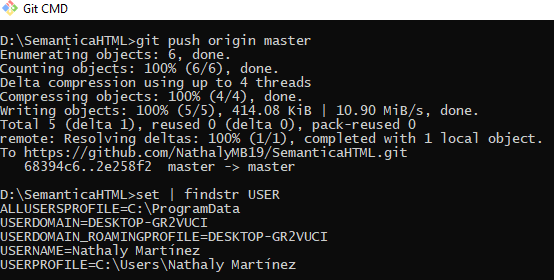 Git CMD
D:\SemanticaHTML>git push origin master
Enumerating objects: 6, done.
Counting objects: 100% (6/6), done.
Delta compression using up to 4 threads
Compressing objects: 100% (4/4), done.
Writing objects: 100% (5/5), 414.08 KiB | 10.90 MiB/s, done.
Total 5 (delta 1), reused 0 (delta 0), pack-reused 0
remote: Resolving deltas: 100% (1/1), completed with 1 local object.
To https://github.com/NathalyMB19/SemanticaHTML.git
   68394c6..2e258f2  master -> master
D:\SemanticaHTML>set | findstr USER
ALLUSERSPROFILE=C:\ProgramData
USERDOMAIN=DESKTOP-GR2VUCI
USERDOMAIN_ROAMINGPROFILE=DESKTOP-GR2VUCI
USERNAME=Nathaly Martínez
USERPROFILE=C:\Users\Nathaly Martínez